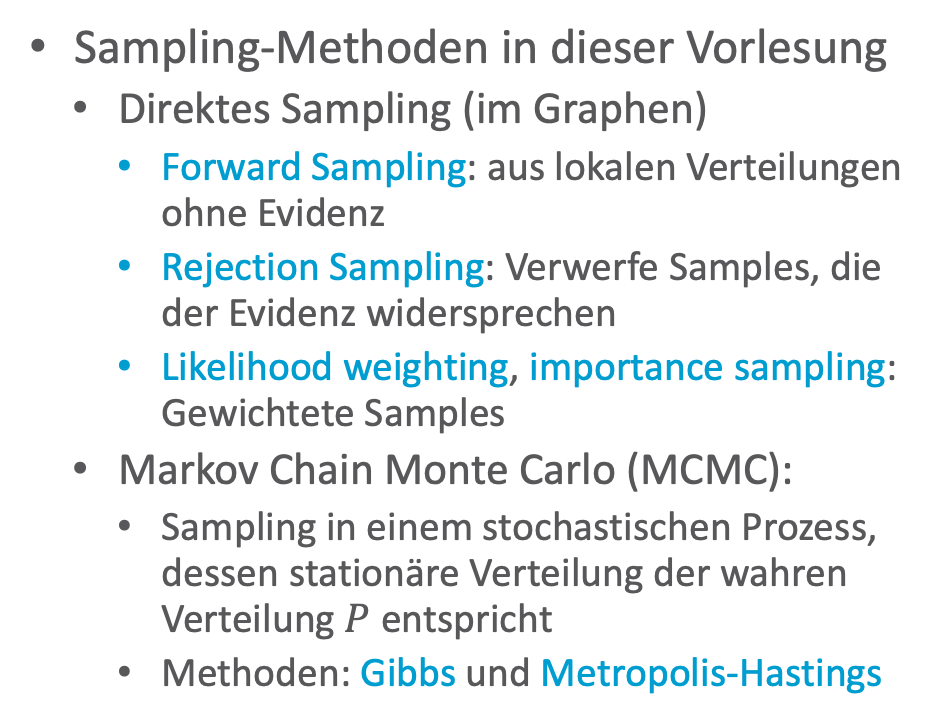 • Sampling-Methoden in dieser Vorlesung
• Direktes Sampling (im Graphen)
• Forward Sampling: aus lokalen Verteilungen
ohne Evidenz
• Rejection Sampling: Verwerfe Samples, die
der Evidenz widersprechen
• Likelihood weighting, importance sampling:
Gewichtete Samples
• Markov Chain Monte Carlo (MCMC):
• Sampling in einem stochastischen Prozess,
dessen stationäre Verteilung der wahren
Verteilung P entspricht
• Methoden: Gibbs und Metropolis-Hastings